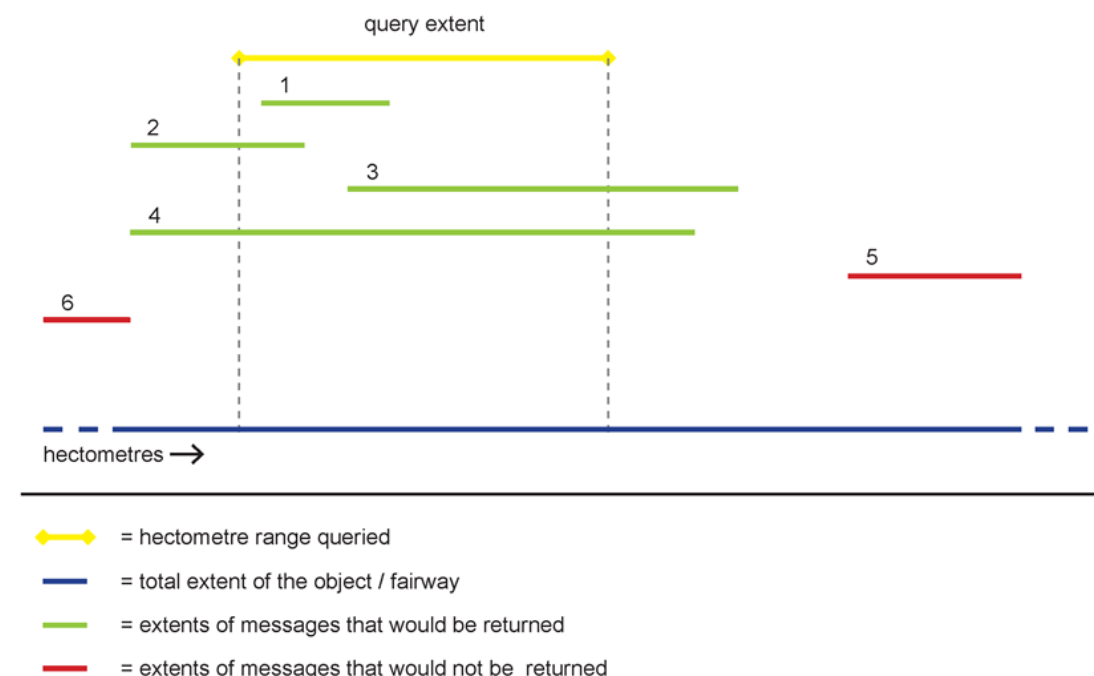 query extent
1
2
3
4
5
6
hectometres
= hectometre range queried
= total extent of the object / fairway
= extents of messages that would be returned
= extents of messages that would not be returned